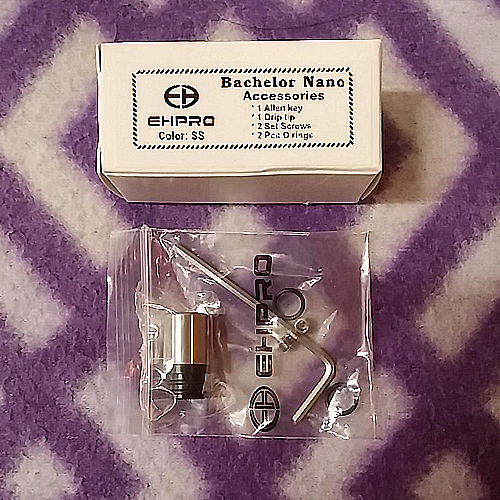 Bachelor Nano
Accessories
* 1 Allen key
* 1 Drip tip
* 2 Set Screws
* 2 Pcs O rings
EHPRO
Color: SS
EHPRO